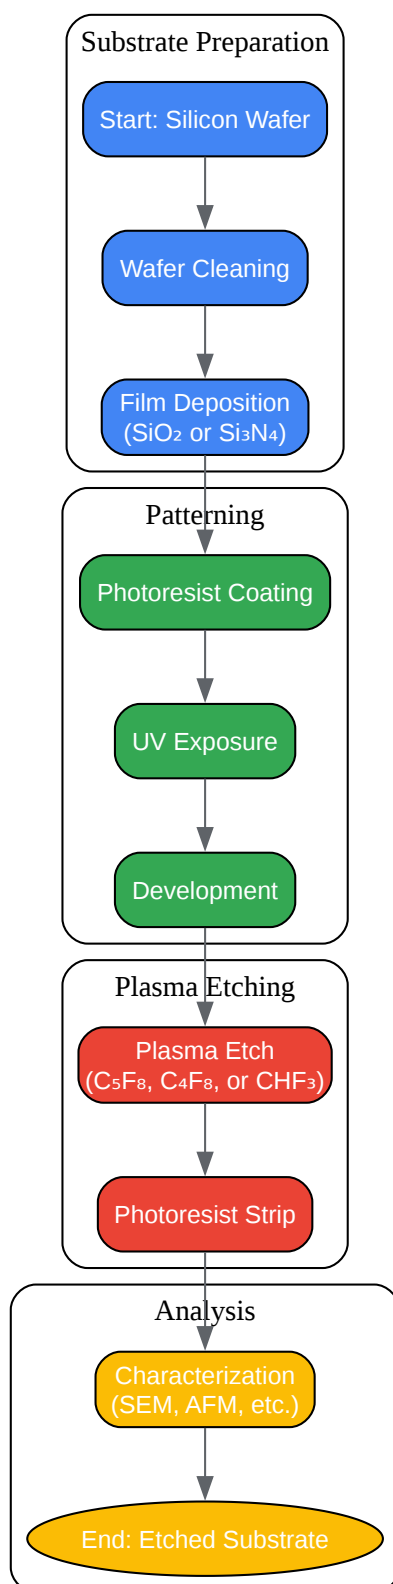 Substrate Preparation
Start: Silicon Wafer
Wafer Cleaning
Film Deposition
(SiO₂ or Si₃N₄)
Patterning
Photoresist Coating
UV Exposure
Development
Plasma Etching
Plasma Etch
(C₅F₈, C₄F₈, or CHF₃)
Photoresist Strip
Analysis
Characterization
(SEM, AFM, etc.)
End: Etched Substrate